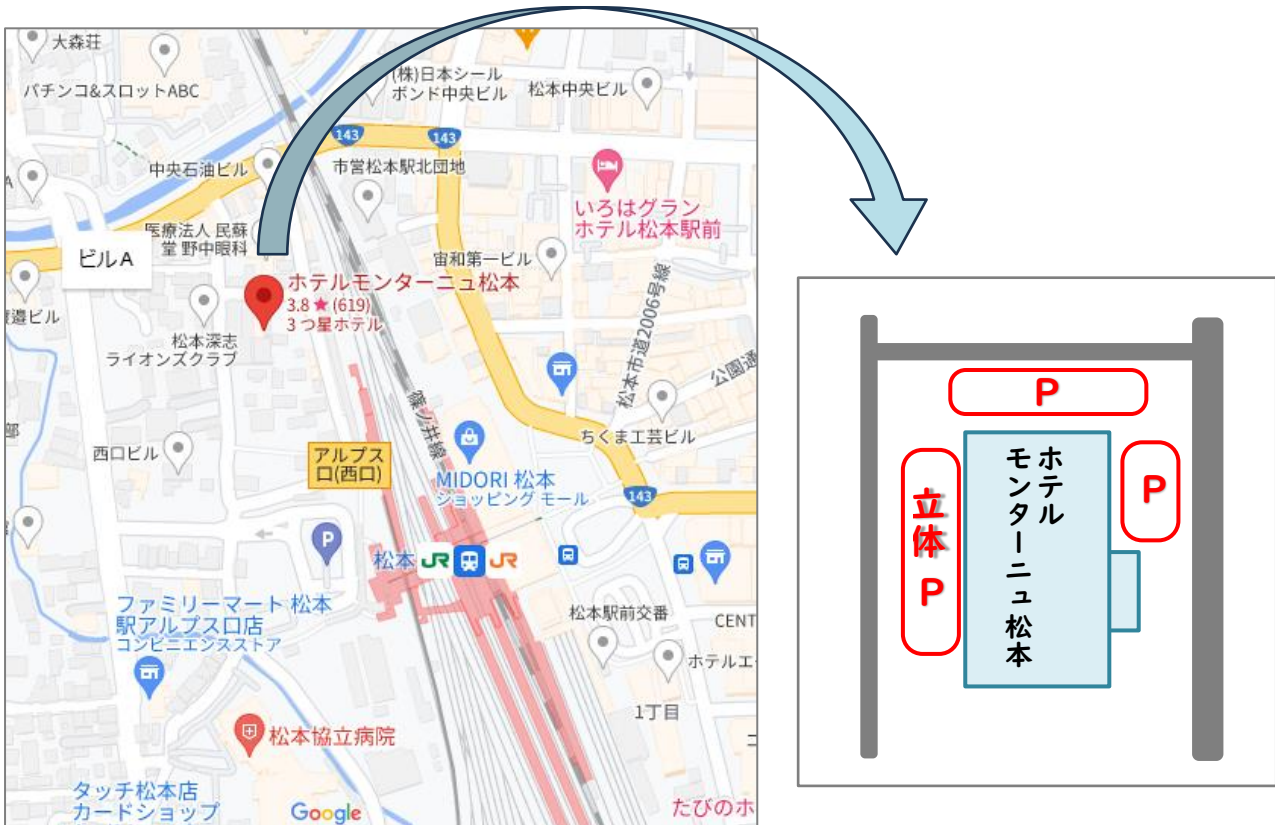 大森荘
パチンコ&スロットABC
(株)日本シール
ボンド中央ビル
松本中央ビル
143
143
中央石油ビル
市営松本駅北団地
いろはグラン
ホテル松本駅前
医療法人 民蘇
堂 野中眼科
ビルA
宙和第一ビル
ホテルモンターニュ松本
3.8 ★ (619)
3 つ星ホテル
松本深志
ライオンズクラブ
松本市道2006号線
公園通
篠ノ井線
ちくま工芸ビル
西口ビル
アルプス
口(西口)
MIDORI 松本
ショッピング モール
143
P
松本 JR JR
ファミリーマート 松本
駅アルプス口店
コンビニエンスストア
松本駅前交番
CENT
ホテルエ
1丁目
松本協立病院
タッチ松本店
カードショップ
Google
たびのホ
P
立体 P
ホテル
モンターニュ松本
P